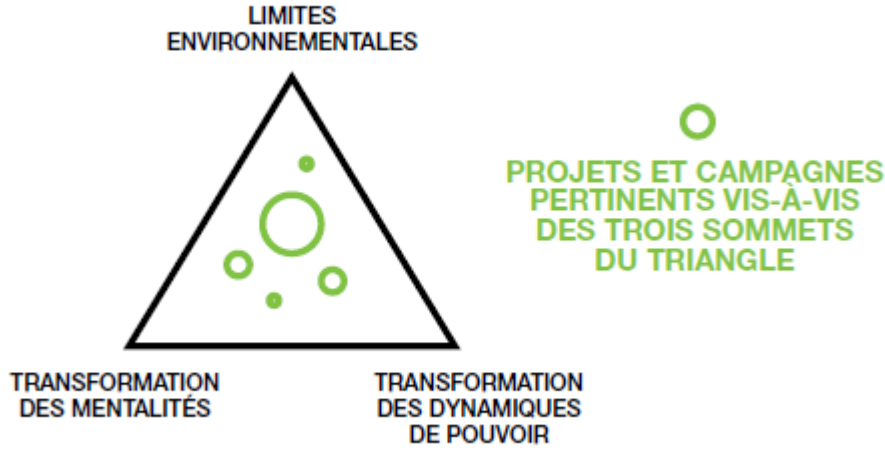 LIMITES
ENVIRONNEMENTALES
PROJETS ET CAMPAGNES
PERTINENTS VIS-À-VIS
DES TROIS SOMMETS
DU TRIANGLE
TRANSFORMATION
DES MENTALITÉS
TRANSFORMATION
DES DYNAMIQUES
DE POUVOIR